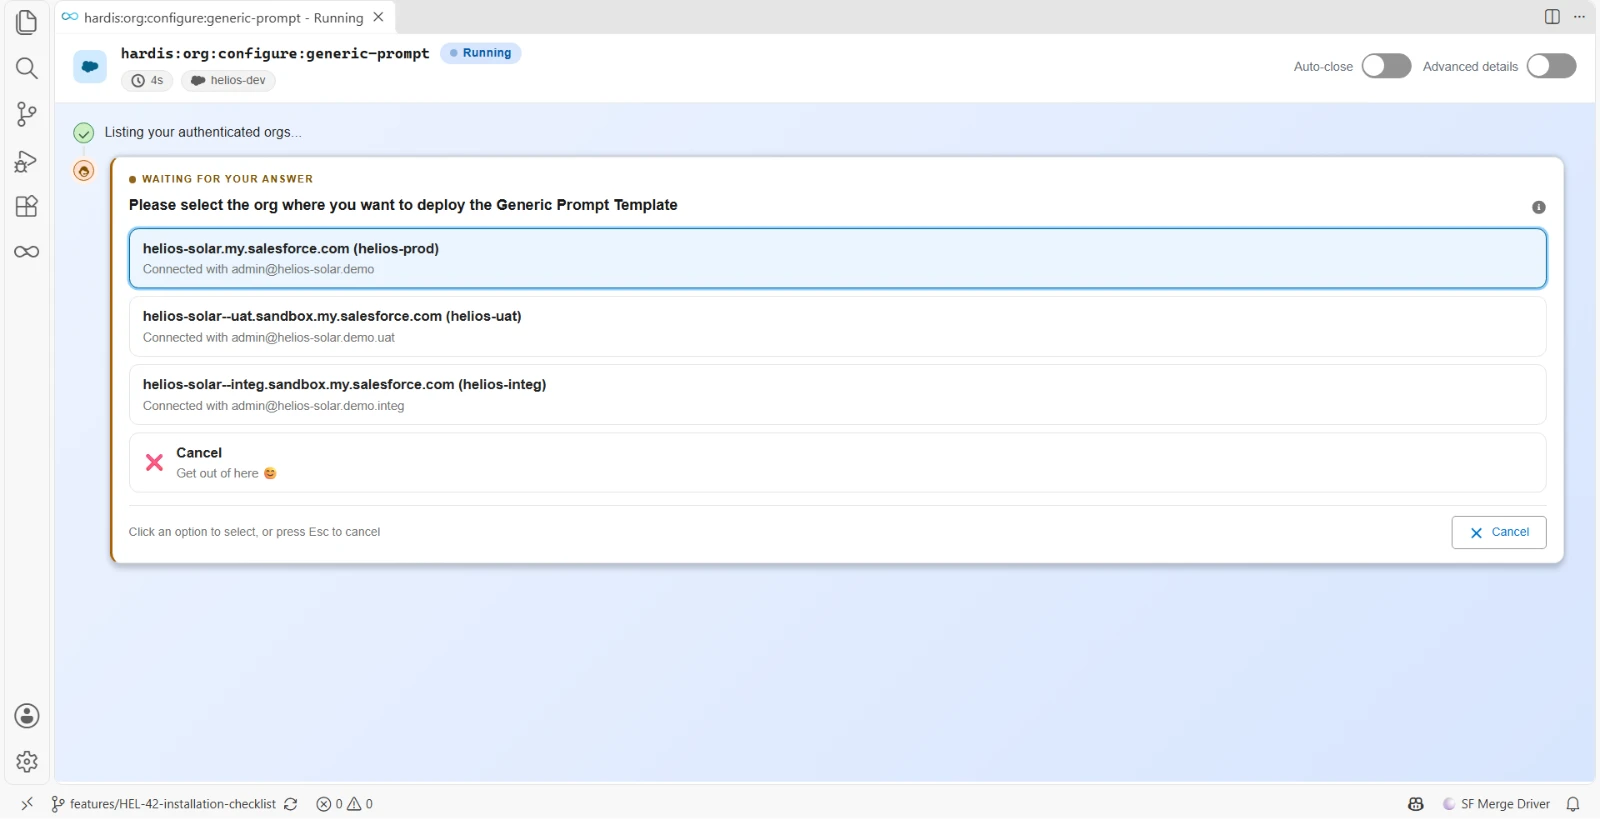 hardis:org:configure:generic-prompt - Running
hardis:org:configure:generic-prompt
Running
4s
helios-dev
Auto-close
Advanced details
Listing your authenticated orgs...
WAITING FOR YOUR ANSWER
Please select the org where you want to deploy the Generic Prompt Template
helios-solar.my.salesforce.com (helios-prod)
Connected with admin@helios-solar.demo
helios-solar--uat.sandbox.my.salesforce.com (helios-uat)
Connected with admin@helios-solar.demo.uat
helios-solar--integ.sandbox.my.salesforce.com (helios-integ)
Connected with admin@helios-solar.demo.integ
Cancel
Get out of here 😊
Click an option to select, or press Esc to cancel
Cancel
features/HEL-42-installation-checklist
0
0
SF Merge Driver